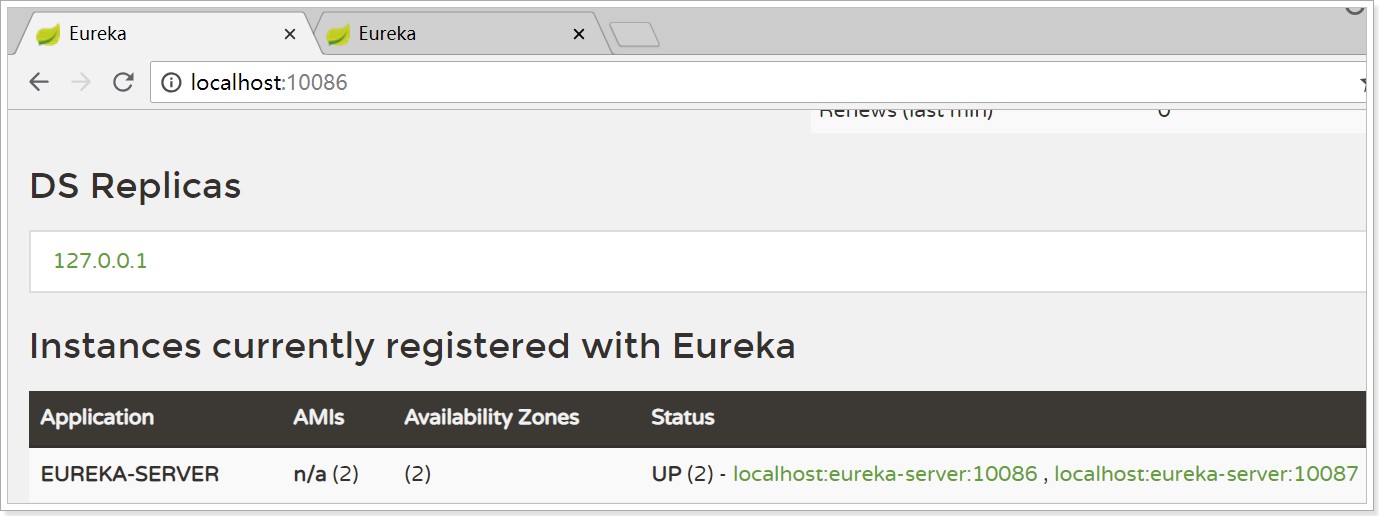 Eureka Eureka
localhost:10086
Renews (last min) 0
DS Replicas
127.0.0.1
Instances currently registered with Eureka
Application AMIs Availability Zones Status
EUREKA-SERVER n/a (2) (2) UP (2) - localhost:eureka-server:10086 , localhost:eureka-server:10087